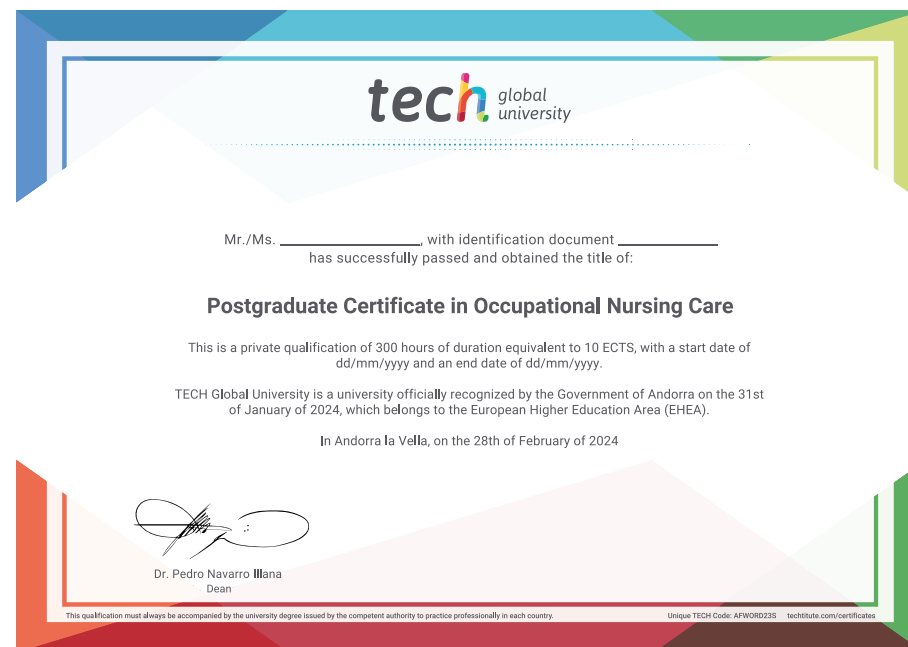 tech global university
Mr./Ms. ____________________, with identification document ______________
has successfully passed and obtained the title of:
Postgraduate Certificate in Occupational Nursing Care
This is a private qualification of 300 hours of duration equivalent to 10 ECTS, with a start date of
dd/mm/yyyy and an end date of dd/mm/yyyy.
TECH Global University is a university officially recognized by the Government of Andorra on the 31st
of January of 2024, which belongs to the European Higher Education Area (EHEA).
In Andorra la Vella, on the 28th of February of 2024
Dr. Pedro Navarro Illana
Dean
This qualification must always be accompanied by the university degree issued by the competent authority to practice professionally in each country.
Unique TECH Code: AFWORD23S techtitute.com/certificates